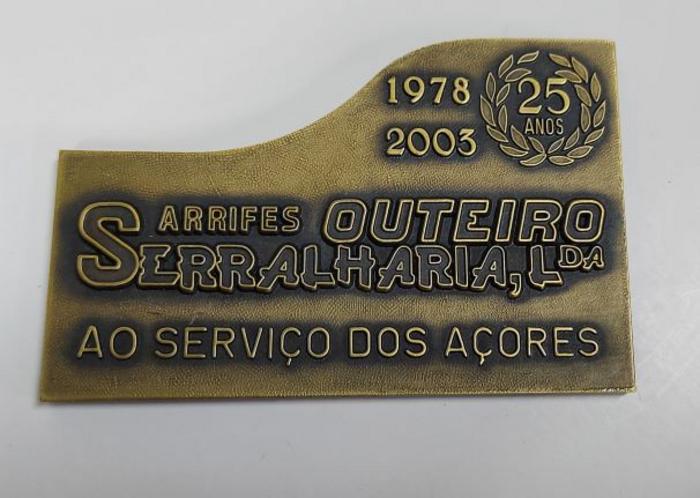 1978
2003
25
ANOS
ARRIFES OUTEIRO
SERRALHARIA, LDA
AO SERVIÇO DOS AÇORES